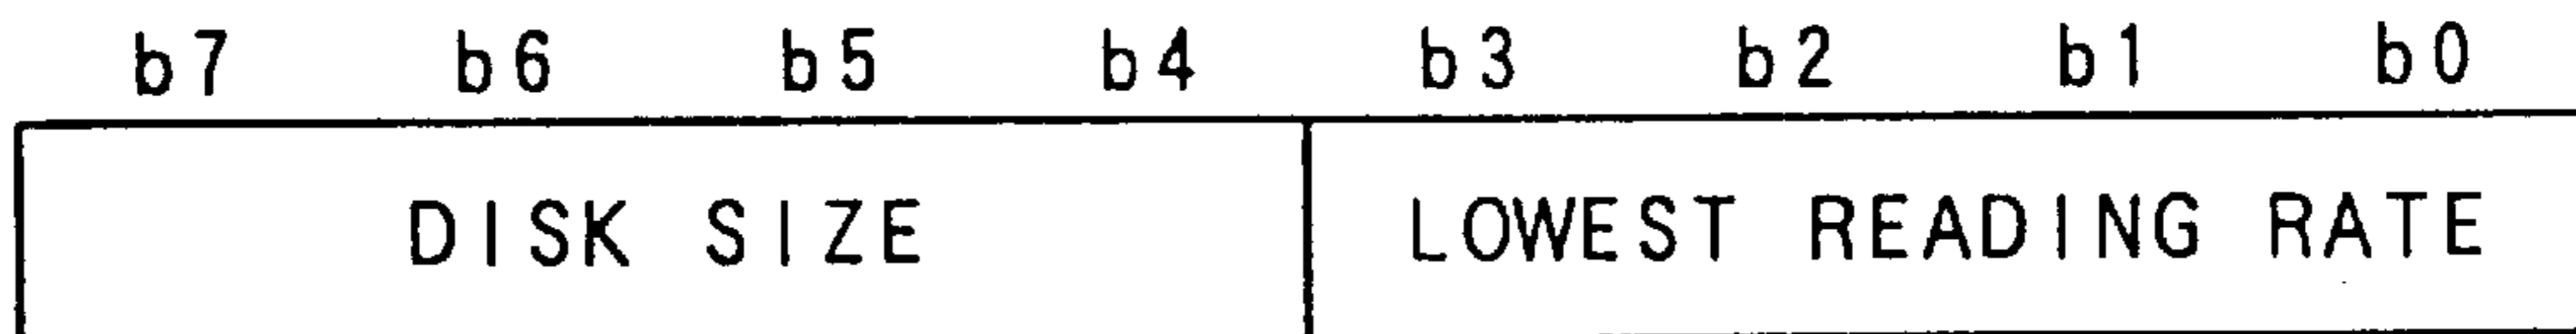 b7 b6 b5 b4 b3 b2 b1 b0
DISK SIZE LOWEST READING RATE